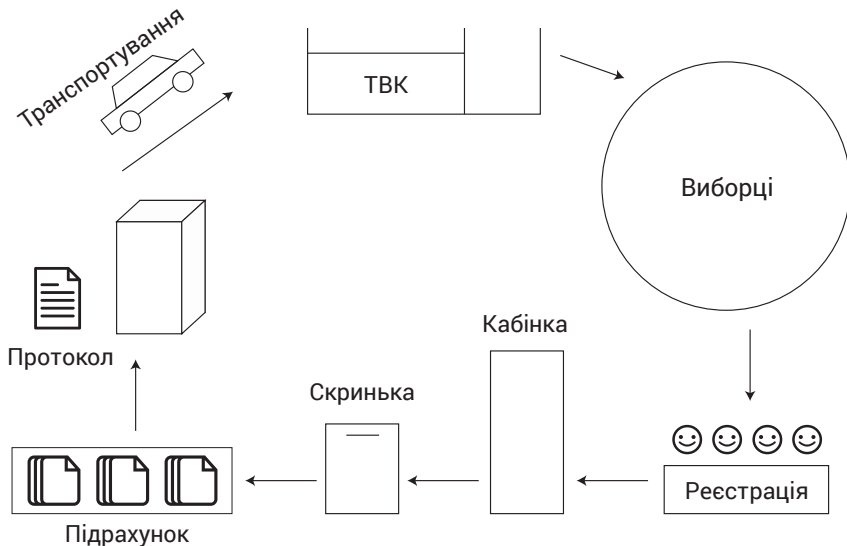 Транспортування
ТВК
Виборці
Кабінка
Протокол
Скринька
Реєстрація
Підрахунок